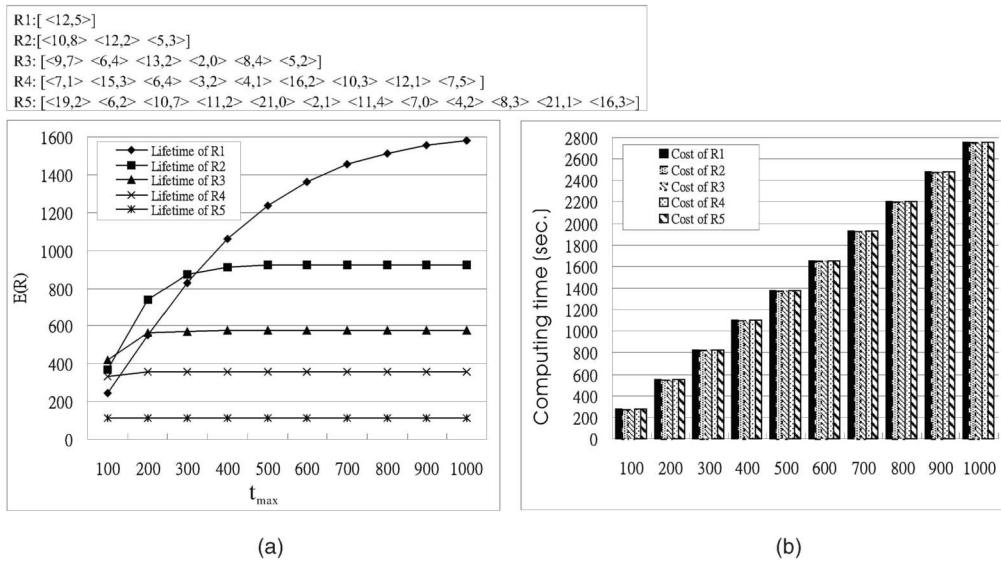 R1:[ <12,5>]
R2:[<10,8> <12,2> <5,3>]
R3: [<9,7> <6,4> <13,2> <2,0> <8,4> <5,2>]
R4: [<7,1> <15,3> <6,4> <3,2> <4,1> <16,2> <10,3> <12,1> <7,5> ]
R5: [<19,2> <6,2> <10,7> <11,2> <21,0> <2,1> <11,4> <7,0> <4,2> <8,3> <21,1> <16,3>]
E(R)
1600
1400
1200
1000
800
600
400
200
0
Lifetime of R1
Lifetime of R2
Lifetime of R3
Lifetime of R4
Lifetime of R5
100 200 300 400 500 600 700 800 900 1000
tmax
(a)
Computing time (sec.)
2800
2600
2400
2200
2000
1800
1600
1400
1200
1000
800
600
400
200
0
Cost of R1
Cost of R2
Cost of R3
Cost of R4
Cost of R5
100 200 300 400 500 600 700 800 900 1000
(b)